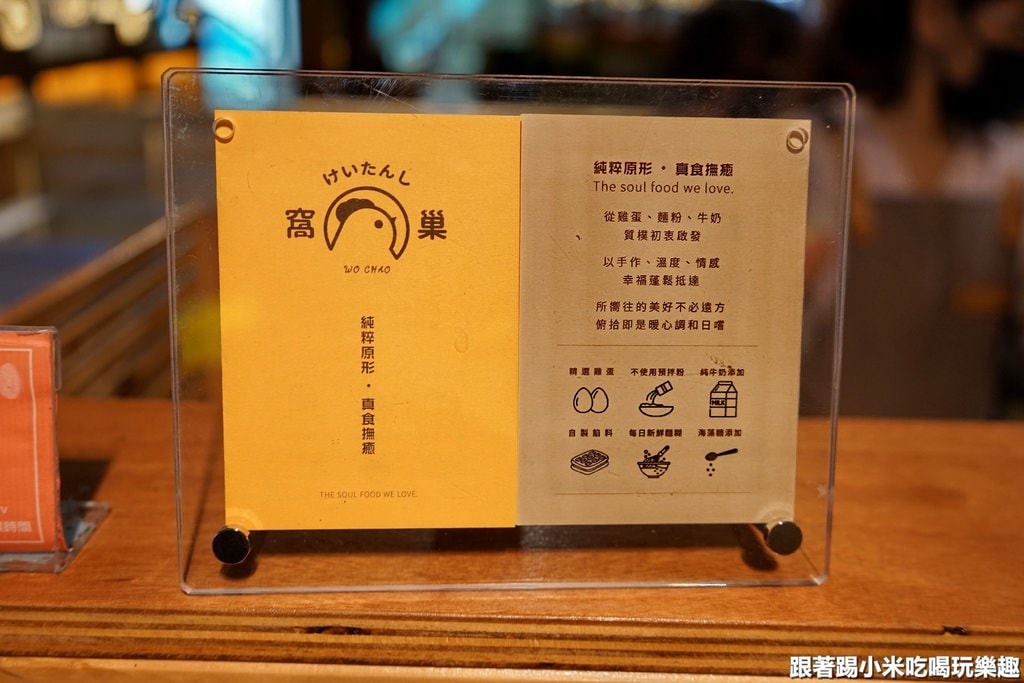 けいたんし
窩巢
WO CHAO
純粹原形・真食撫癒
THE SOUL FOOD WE LOVE.
純粹原形・真食撫癒
The soul food we love.
從雞蛋、麵粉、牛奶
質樸初衷啟發
以手作、溫度、情感
幸福蓬鬆抵達
所嚮往的美好不必遠方
俯拾即是暖心調和日嚐
精選雞蛋 不使用預拌粉 純牛奶添加
MILK
自製餡料 每日新鮮麵糊 海藻糖添加
時間
跟著踢小米吃喝玩樂趣